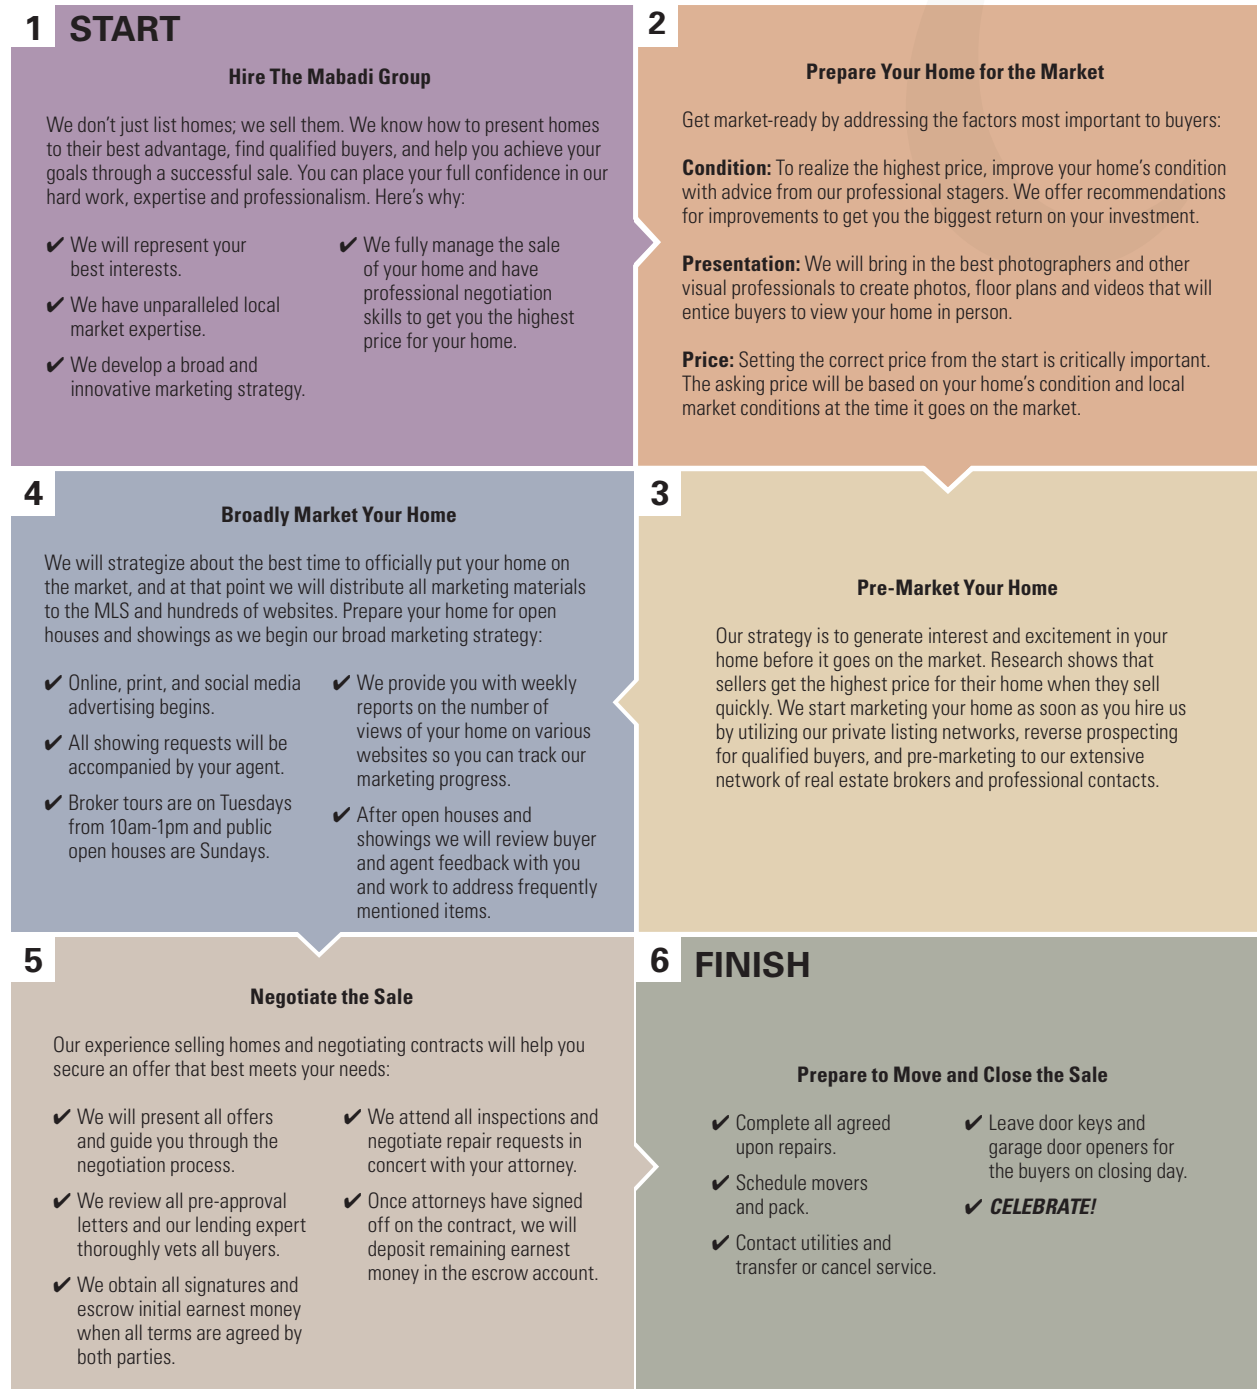 1 START
Hire The Mabadi Group
We don't just list homes; we sell them. We know how to present homes
to their best advantage, find qualified buyers, and help you achieve your
goals through a successful sale. You can place your full confidence in our
hard work, expertise and professionalism. Here's why:
✔ We will represent your
best interests.
✔ We have unparalleled local
market expertise.
✔ We develop a broad and
innovative marketing strategy.
✔ We fully manage the sale
of your home and have
professional negotiation
skills to get you the highest
price for your home.
2
Prepare Your Home for the Market
Get market-ready by addressing the factors most important to buyers:
Condition: To realize the highest price, improve your home's condition
with advice from our professional stagers. We offer recommendations
for improvements to get you the biggest return on your investment.
Presentation: We will bring in the best photographers and other
visual professionals to create photos, floor plans and videos that will
entice buyers to view your home in person.
Price: Setting the correct price from the start is critically important.
The asking price will be based on your home's condition and local
market conditions at the time it goes on the market.
3
Pre-Market Your Home
Our strategy is to generate interest and excitement in your
home before it goes on the market. Research shows that
sellers get the highest price for their home when they sell
quickly. We start marketing your home as soon as you hire us
by utilizing our private listing networks, reverse prospecting
for qualified buyers, and pre-marketing to our extensive
network of real estate brokers and professional contacts.
4
Broadly Market Your Home
We will strategize about the best time to officially put your home on
the market, and at that point we will distribute all marketing materials
to the MLS and hundreds of websites. Prepare your home for open
houses and showings as we begin our broad marketing strategy:
✔ Online, print, and social media
advertising begins.
✔ All showing requests will be
accompanied by your agent.
✔ Broker tours are on Tuesdays
from 10am-1pm and public
open houses are Sundays.
✔ We provide you with weekly
reports on the number of
views of your home on various
websites so you can track our
marketing progress.
✔ After open houses and
showings we will review buyer
and agent feedback with you
and work to address frequently
mentioned items.
5
Negotiate the Sale
Our experience selling homes and negotiating contracts will help you
secure an offer that best meets your needs:
✔ We will present all offers
and guide you through the
negotiation process.
✔ We review all pre-approval
letters and our lending expert
thoroughly vets all buyers.
✔ We obtain all signatures and
escrow initial earnest money
when all terms are agreed by
both parties.
✔ We attend all inspections and
negotiate repair requests in
concert with your attorney.
✔ Once attorneys have signed
off on the contract, we will
deposit remaining earnest
money in the escrow account.
6 FINISH
Prepare to Move and Close the Sale
✔ Complete all agreed
upon repairs.
✔ Schedule movers
and pack.
✔ Contact utilities and
transfer or cancel service.
✔ Leave door keys and
garage door openers for
the buyers on closing day.
✔ CELEBRATE!